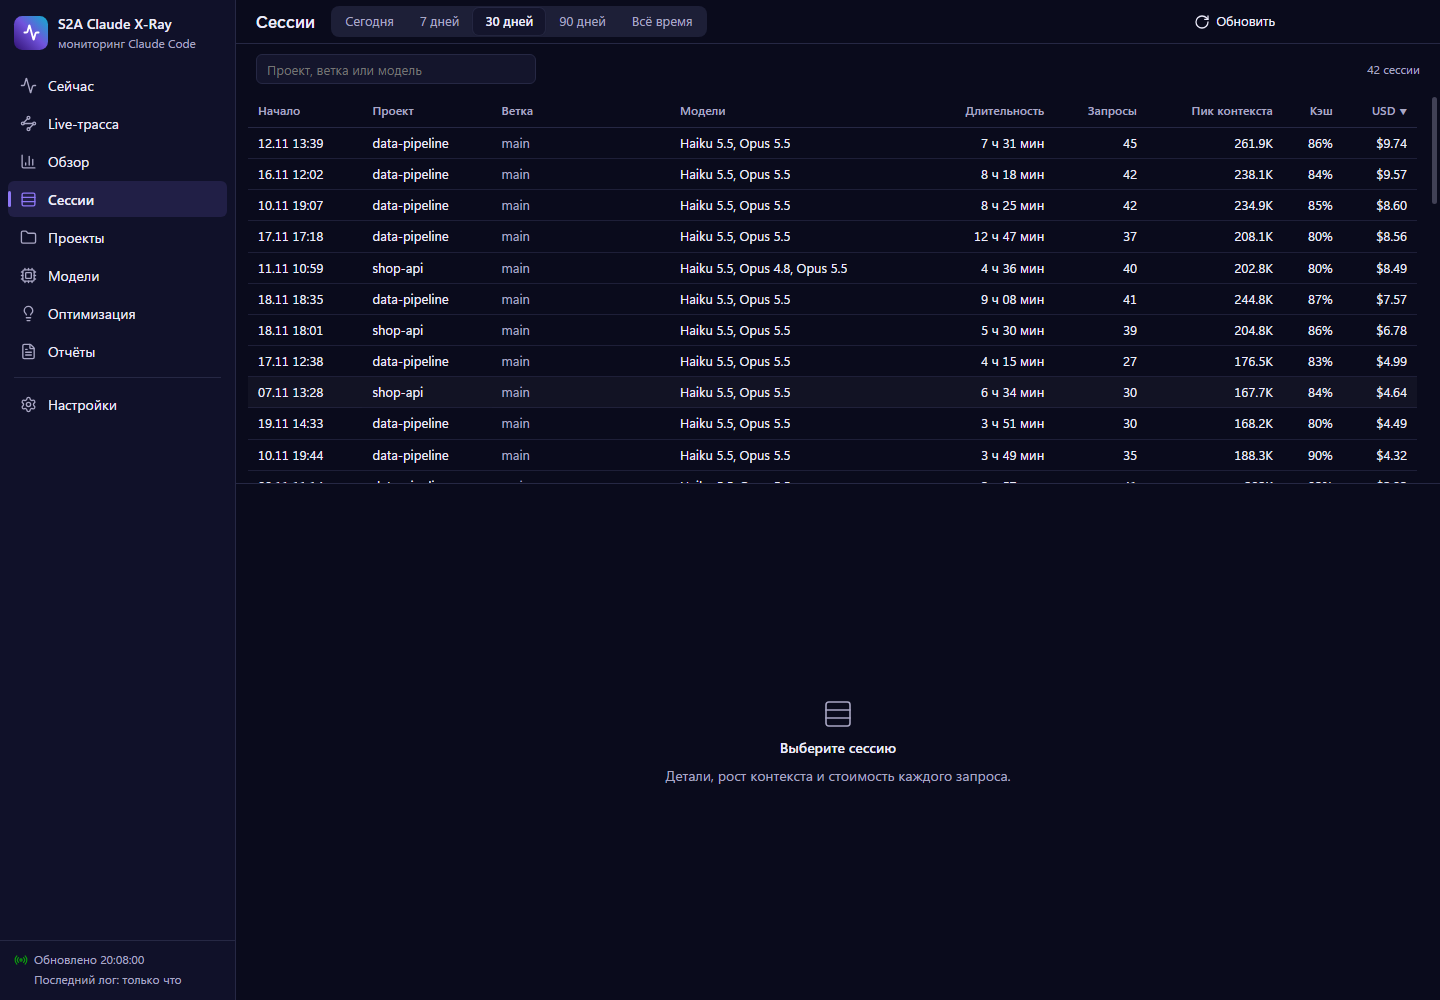 S2A Claude X-Ray
мониторинг Claude Code
Сейчас
Live-трасса
Обзор
Сессии
Проекты
Модели
Оптимизация
Отчёты
Настройки
Обновлено 20:08:00
Последний лог: только что
Сессии Сегодня 7 дней 30 дней 90 дней Всё время Обновить
Проект, ветка или модель 42 сессии
Начало Проект Ветка Модели Длительность Запросы Пик контекста Кэш USD ▼
12.11 13:39 data-pipeline main Haiku 5.5, Opus 5.5 7 ч 31 мин 45 261.9K 86% $9.74
16.11 12:02 data-pipeline main Haiku 5.5, Opus 5.5 8 ч 18 мин 42 238.1K 84% $9.57
10.11 19:07 data-pipeline main Haiku 5.5, Opus 5.5 8 ч 25 мин 42 234.9K 85% $8.60
17.11 17:18 data-pipeline main Haiku 5.5, Opus 5.5 12 ч 47 мин 37 208.1K 80% $8.56
11.11 10:59 shop-api main Haiku 5.5, Opus 4.8, Opus 5.5 4 ч 36 мин 40 202.8K 80% $8.49
18.11 18:35 data-pipeline main Haiku 5.5, Opus 5.5 9 ч 08 мин 41 244.8K 87% $7.57
18.11 18:01 shop-api main Haiku 5.5, Opus 5.5 5 ч 30 мин 39 204.8K 86% $6.78
17.11 12:38 data-pipeline main Haiku 5.5, Opus 5.5 4 ч 15 мин 27 176.5K 83% $4.99
07.11 13:28 shop-api main Haiku 5.5, Opus 5.5 6 ч 34 мин 30 167.7K 84% $4.64
19.11 14:33 data-pipeline main Haiku 5.5, Opus 5.5 3 ч 51 мин 30 168.2K 80% $4.49
10.11 19:44 data-pipeline main Haiku 5.5, Opus 5.5 3 ч 49 мин 35 188.3K 90% $4.32
Выберите сессию
Детали, рост контекста и стоимость каждого запроса.